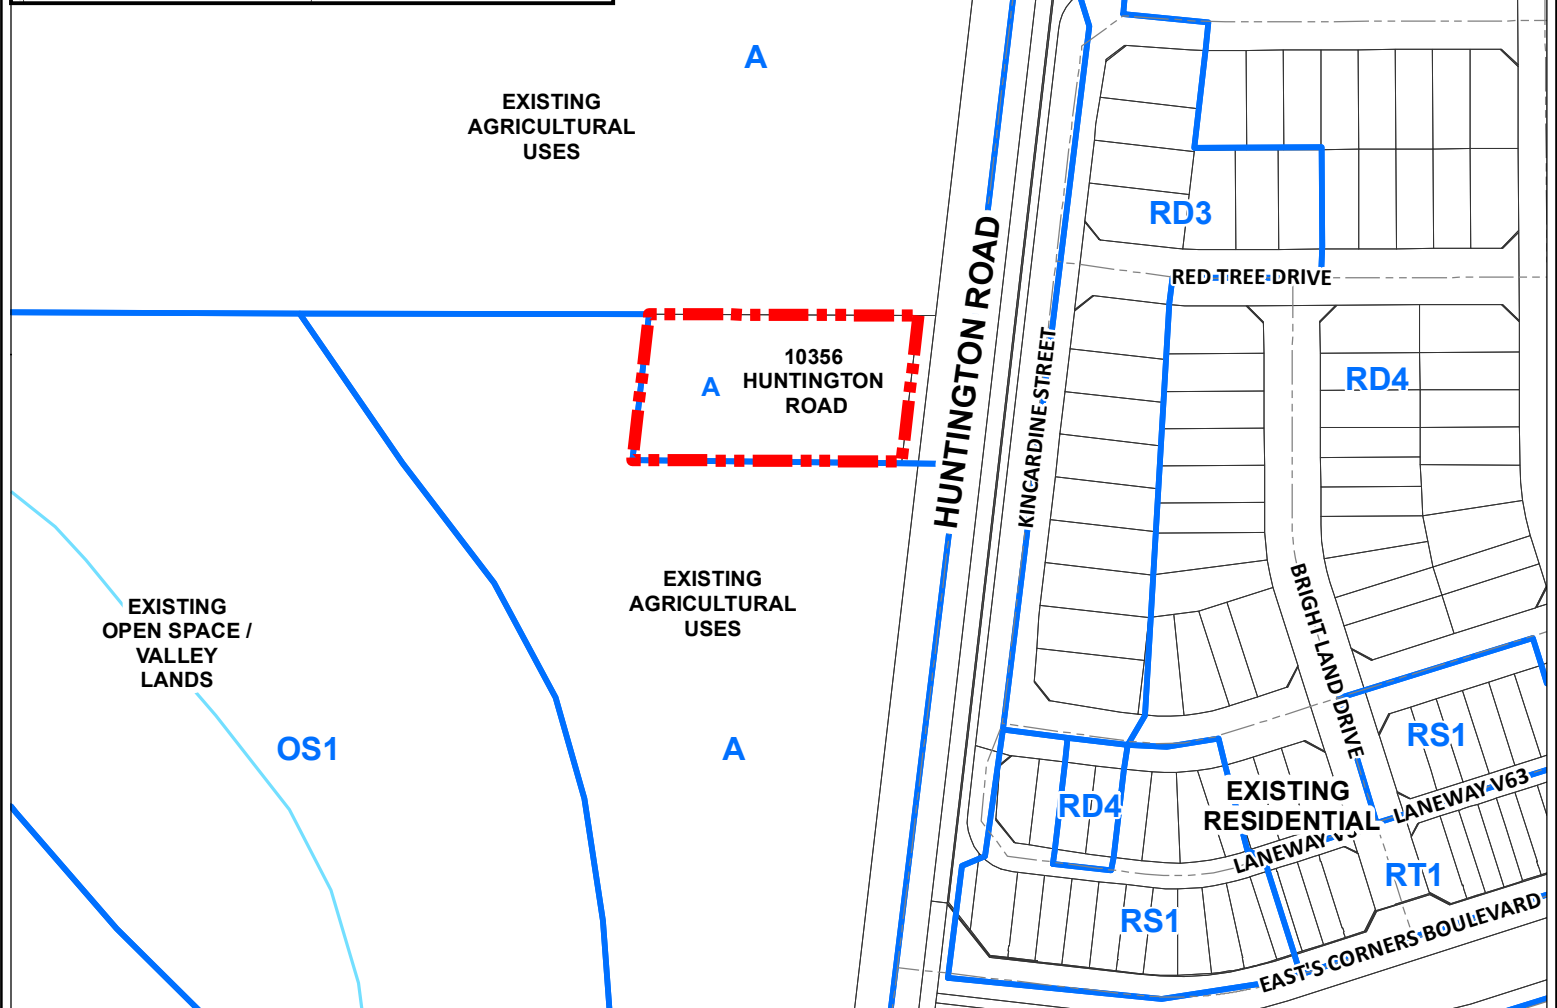 A
EXISTING
AGRICULTURAL
USES
RD3
RED TREE DRIVE
HUNTINGTON ROAD
KINCARDINE STREET
10356
HUNTINGTON
ROAD
A
RD4
EXISTING
AGRICULTURAL
USES
BRIGHT LAND DRIVE
EXISTING
OPEN SPACE /
VALLEY
LANDS
OS1
A
RS1
RD4
EXISTING
RESIDENTIAL
LANEWAY V63
LANEWAY
RT1
RS1
EAST'S CORNERS BOULEVARD